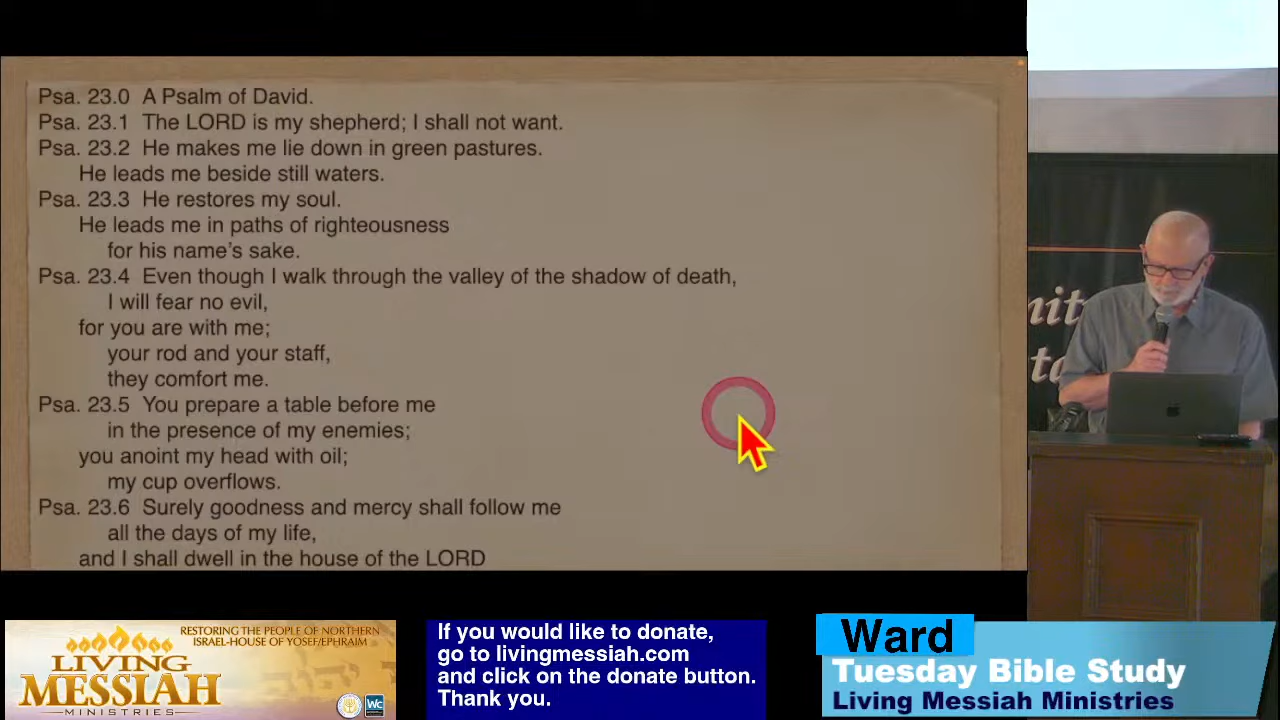 Psa. 23.0 A Psalm of David.
Psa. 23.1 The LORD is my shepherd; I shall not want.
Psa. 23.2 He makes me lie down in green pastures.
He leads me beside still waters.
Psa. 23.3 He restores my soul.
He leads me in paths of righteousness
for his name’s sake.
Psa. 23.4 Even though I walk through the valley of the shadow of death,
I will fear no evil,
for you are with me;
your rod and your staff,
they comfort me.
Psa. 23.5 You prepare a table before me
in the presence of my enemies;
you anoint my head with oil;
my cup overflows.
Psa. 23.6 Surely goodness and mercy shall follow me
all the days of my life,
and I shall dwell in the house of the LORD
RESTORING THE PEOPLE OF NORTHERN
ISRAEL-HOUSE OF YOSEF/EPHRAIM
LIVING
MESSIAH
MINISTRIES
WC
If you would like to donate,
go to livingmessiah.com
and click on the donate button.
Thank you.
Ward
Tuesday Bible Study
Living Messiah Ministries